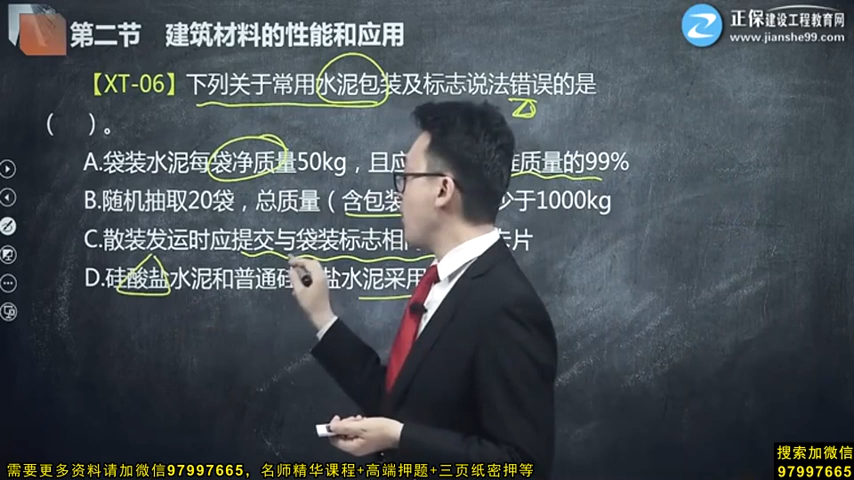 第二节 建筑材料的性能和应用
正保建设工程教育网
www.jianshe99.com
【XT-06】下列关于常用水泥包装及标志说法错误的是
( )。
A.袋装水泥每袋净质量50kg，且应 质量的99%
B.随机抽取20袋，总质量（含包装 少于1000kg
C.散装发运时应提交与袋装标志相 卡片
D.硅酸盐水泥和普通硅 盐水泥采用
需要更多资料请加微信97997665，名师精华课程+高端押题+三页纸密押等
搜索加微信
97997665